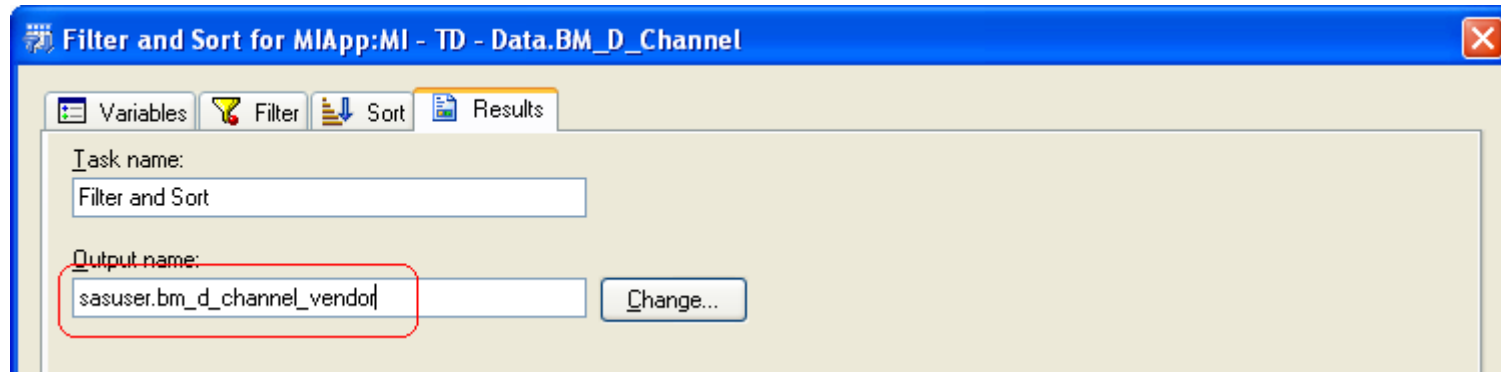 Filter and Sort for MIApp:MI - TD - Data.BM_D_Channel
Variables Filter Sort Results
Task name:
Filter and Sort
Output name:
sasuser.bm_d_channel_vendor Change...